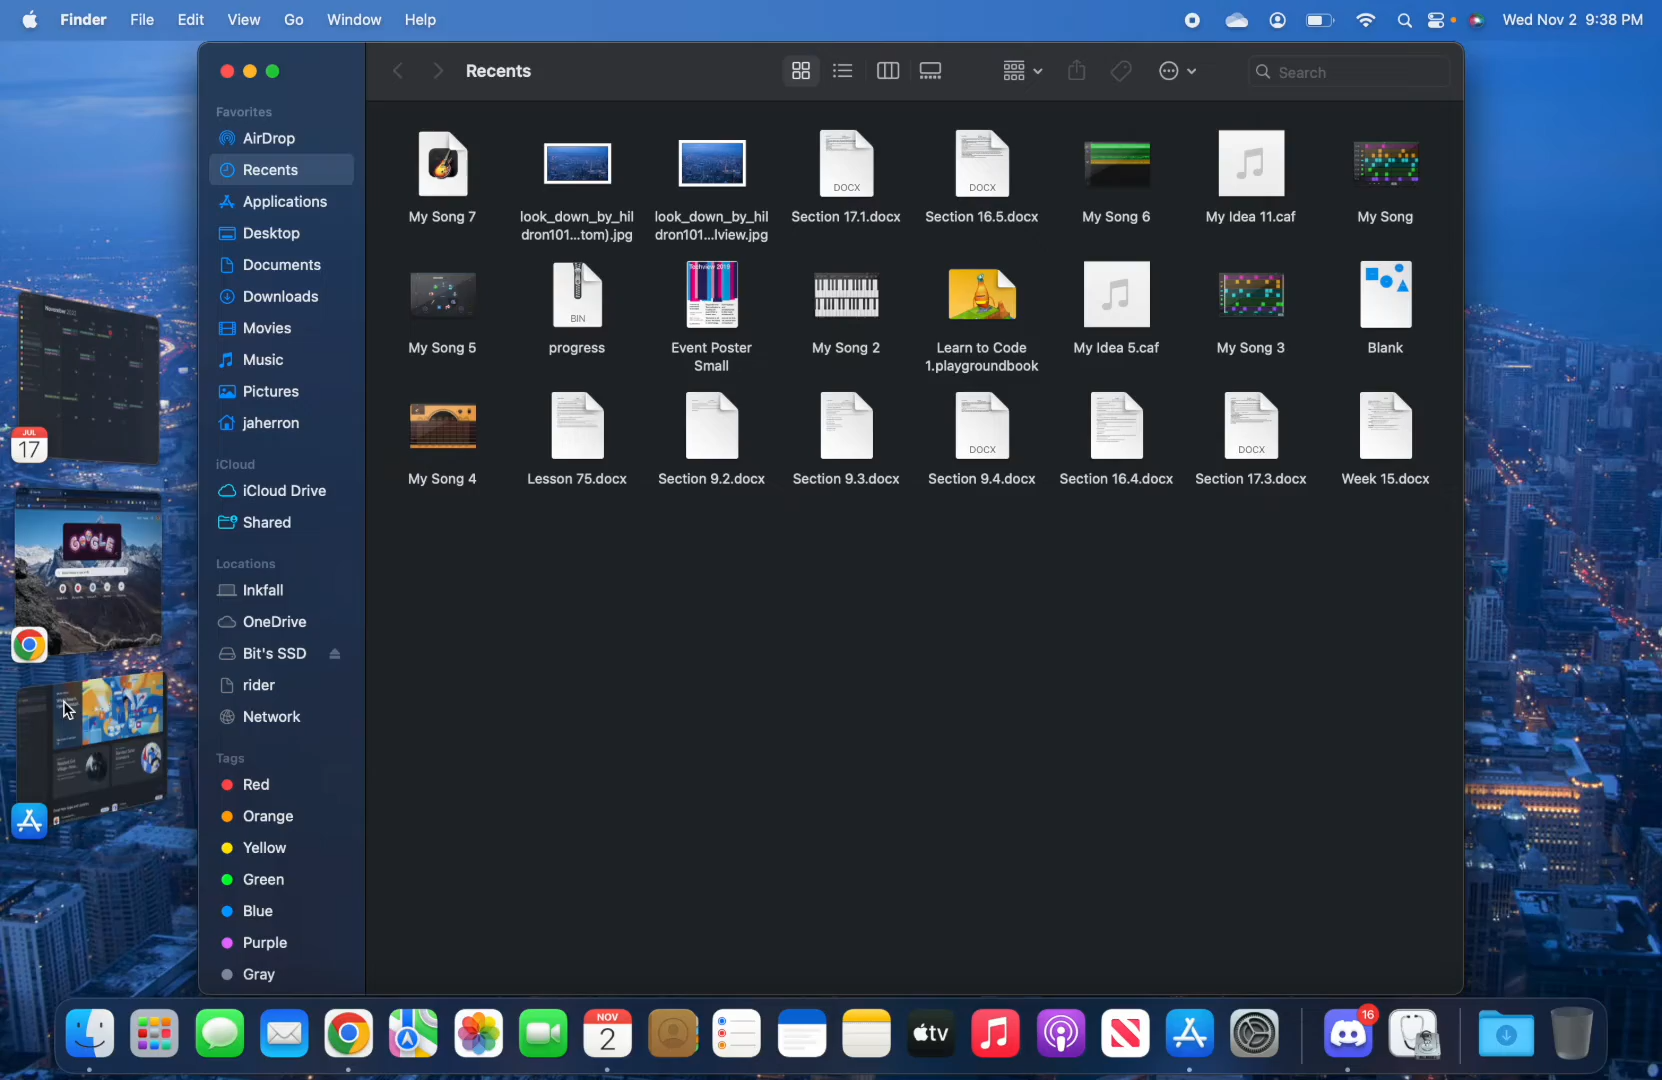 Finder File Edit View Go Window Help Wed Nov 2 9:38 PM
Recents
Search
Favorites
AirDrop
Recents
Applications
Desktop
Documents
Downloads
Movies
Music
Pictures
jaherron
iCloud
iCloud Drive
Shared
Locations
Inkfall
OneDrive
Bit's SSD
rider
Network
Tags
Red
Orange
Yellow
Green
Blue
Purple
Gray
DOCX DOCX
My Song 7 look_down_by_hil look_down_by_hil Section 17.1.docx Section 16.5.docx My Song 6 My Idea 11.caf My Song
dron101...tom).jpg dron101...lview.jpg
Techview 2019
BIN
My Song 5 progress Event Poster My Song 2 Learn to Code My Idea 5.caf My Song 3 Blank
Small 1.playgroundbook
DOCX DOCX
My Song 4 Lesson 75.docx Section 9.2.docx Section 9.3.docx Section 9.4.docx Section 16.4.docx Section 17.3.docx Week 15.docx
JUL
17
GOOGLE
NOV
2
tv
16